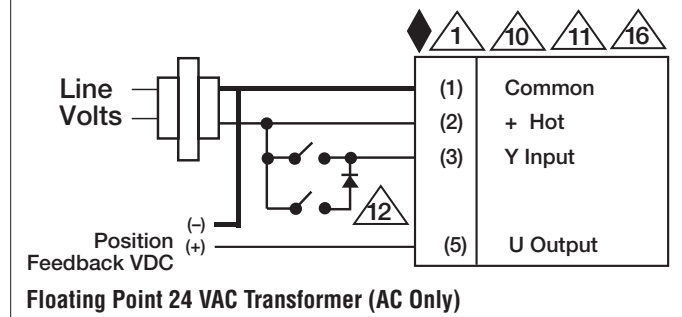 1 10 11 16
Line
Volts
(1) Common
(2) + Hot
(3) Y Input
12
(–)
Position (+)
Feedback VDC
(5) U Output
Floating Point 24 VAC Transformer (AC Only)